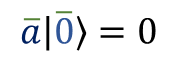 a̅|0̅⟩ = 0